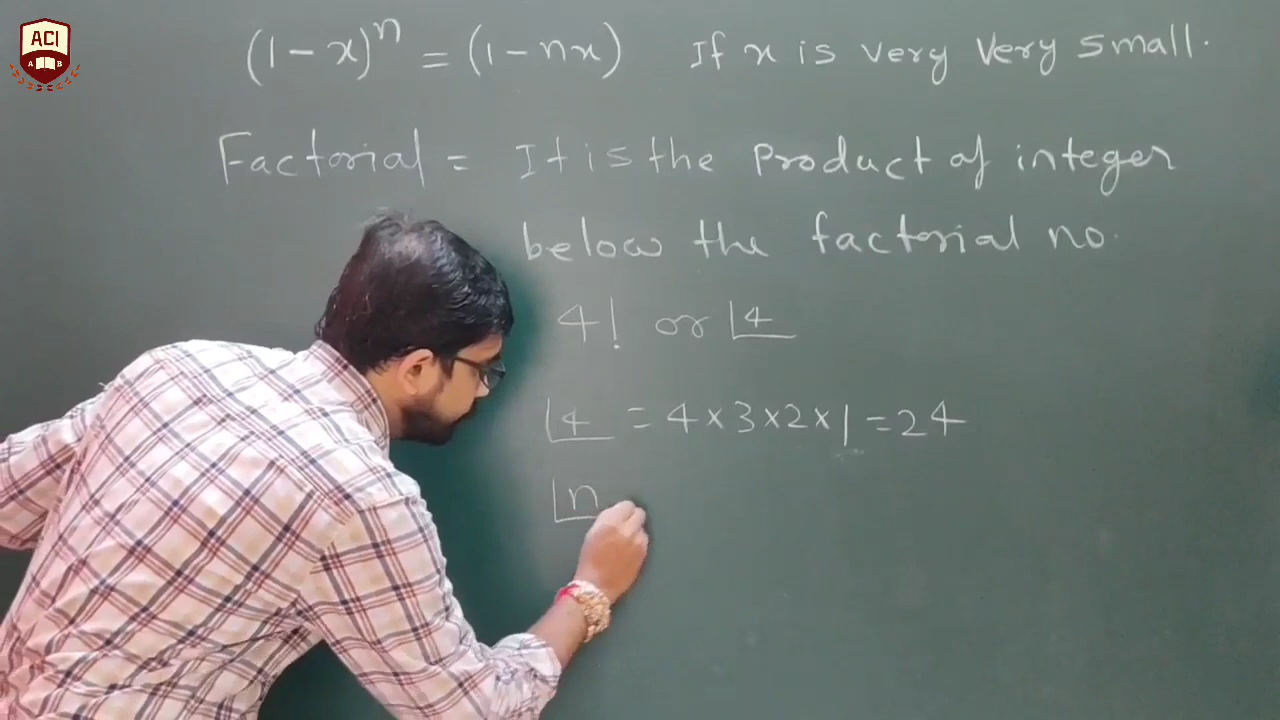 ACI
A B
(1-x)ⁿ = (1-nx) If x is very very small.
Factorial = It is the Product of integer
below the factorial no.
4! or |4
|4 = 4×3×2×1 = 24
|n